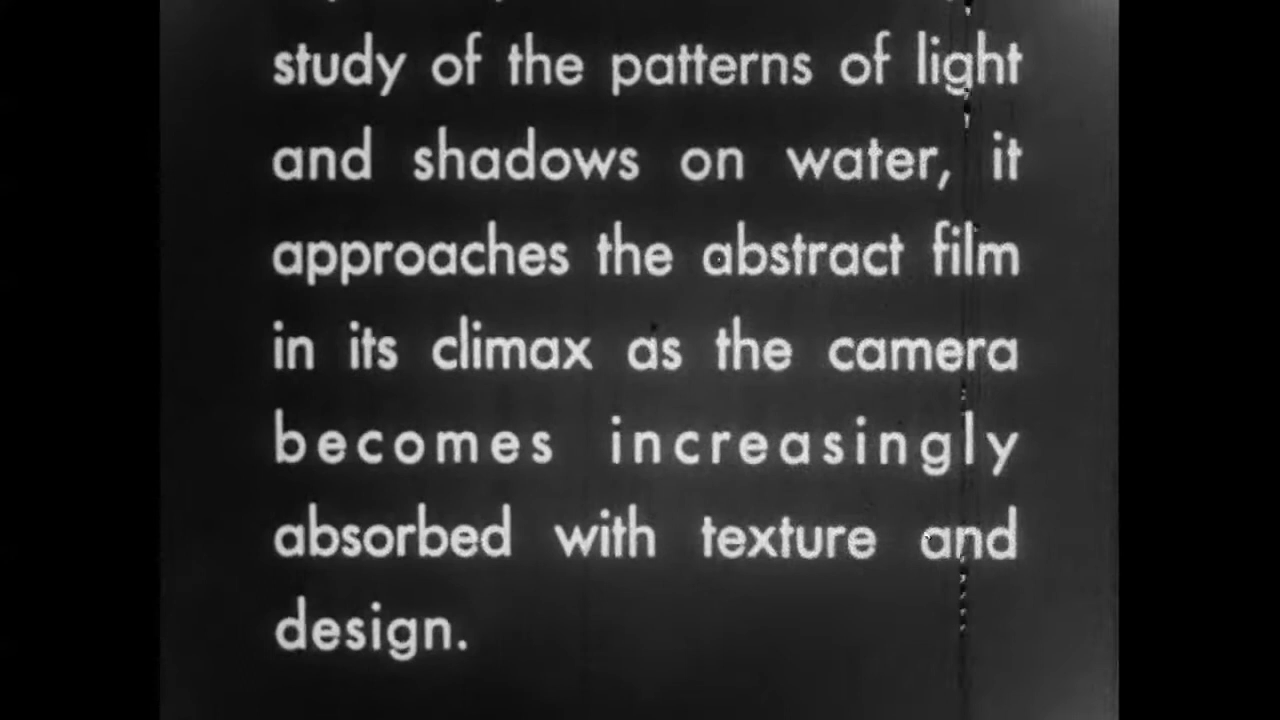 study of the patterns of light
and shadows on water, it
approaches the abstract film
in its climax as the camera
becomes increasingly
absorbed with texture and
design.